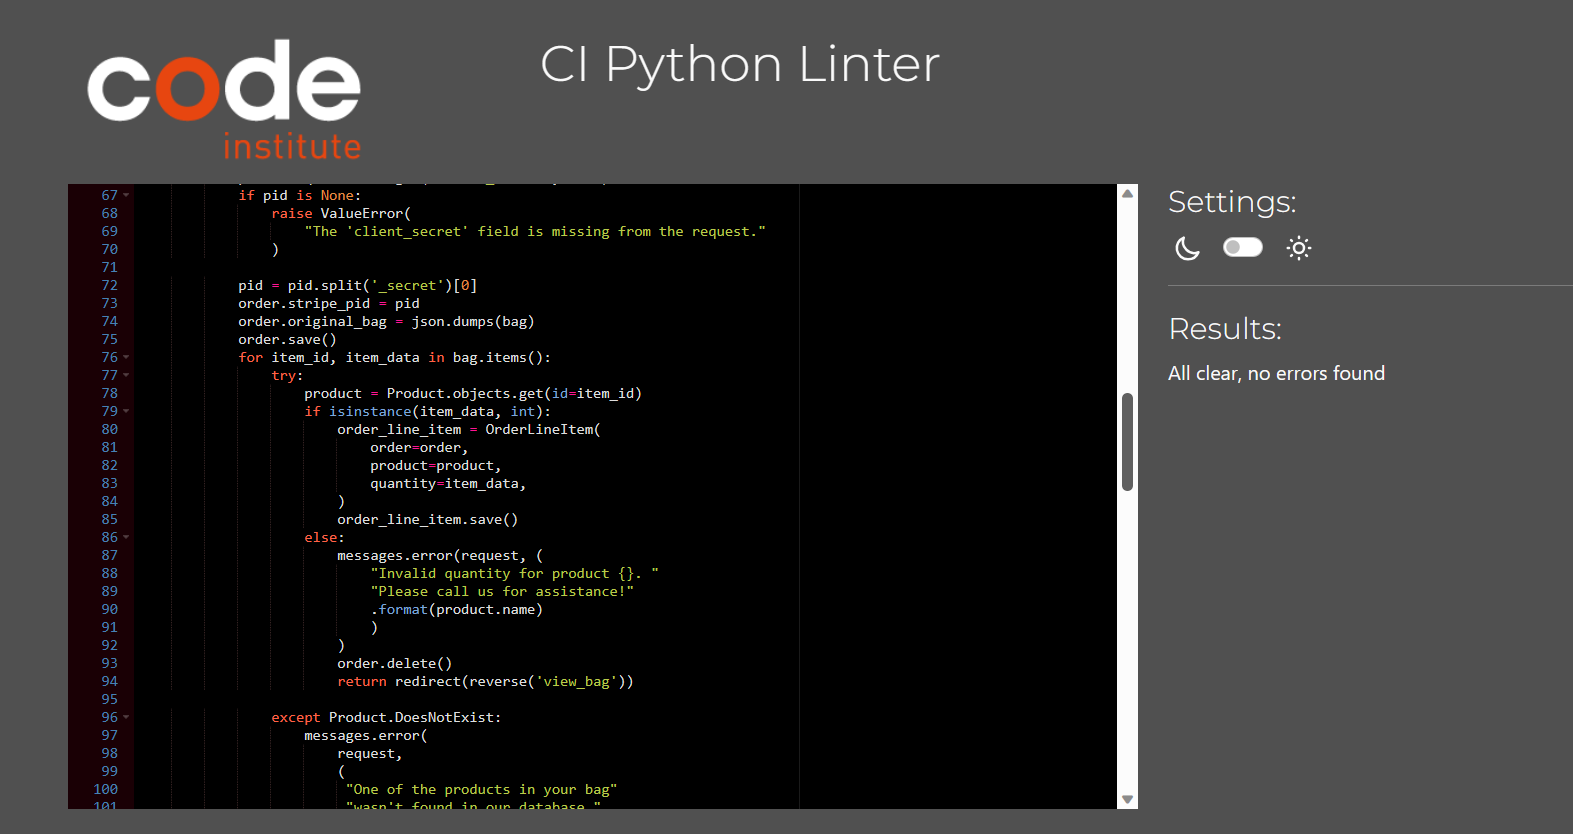 code
institute
CI Python Linter
67 if pid is None:
68 raise ValueError(
69 "The 'client_secret' field is missing from the request."
70 )
71
72 pid = pid.split('_secret')[0]
73 order.stripe_pid = pid
74 order.original_bag = json.dumps(bag)
75 order.save()
76 for item_id, item_data in bag.items():
77 try:
78 product = Product.objects.get(id=item_id)
79 if isinstance(item_data, int):
80 order_line_item = OrderLineItem(
81 order=order,
82 product=product,
83 quantity=item_data,
84 )
85 order_line_item.save()
86 else:
87 messages.error(request, (
88 "Invalid quantity for product {}. "
89 "Please call us for assistance!"
90 .format(product.name)
91 )
92 )
93 order.delete()
94 return redirect(reverse('view_bag'))
95
96 except Product.DoesNotExist:
97 messages.error(
98 request,
99 (
100 "One of the products in your bag"
101 "wasn't found in our database."
Settings:
Results:
All clear, no errors found